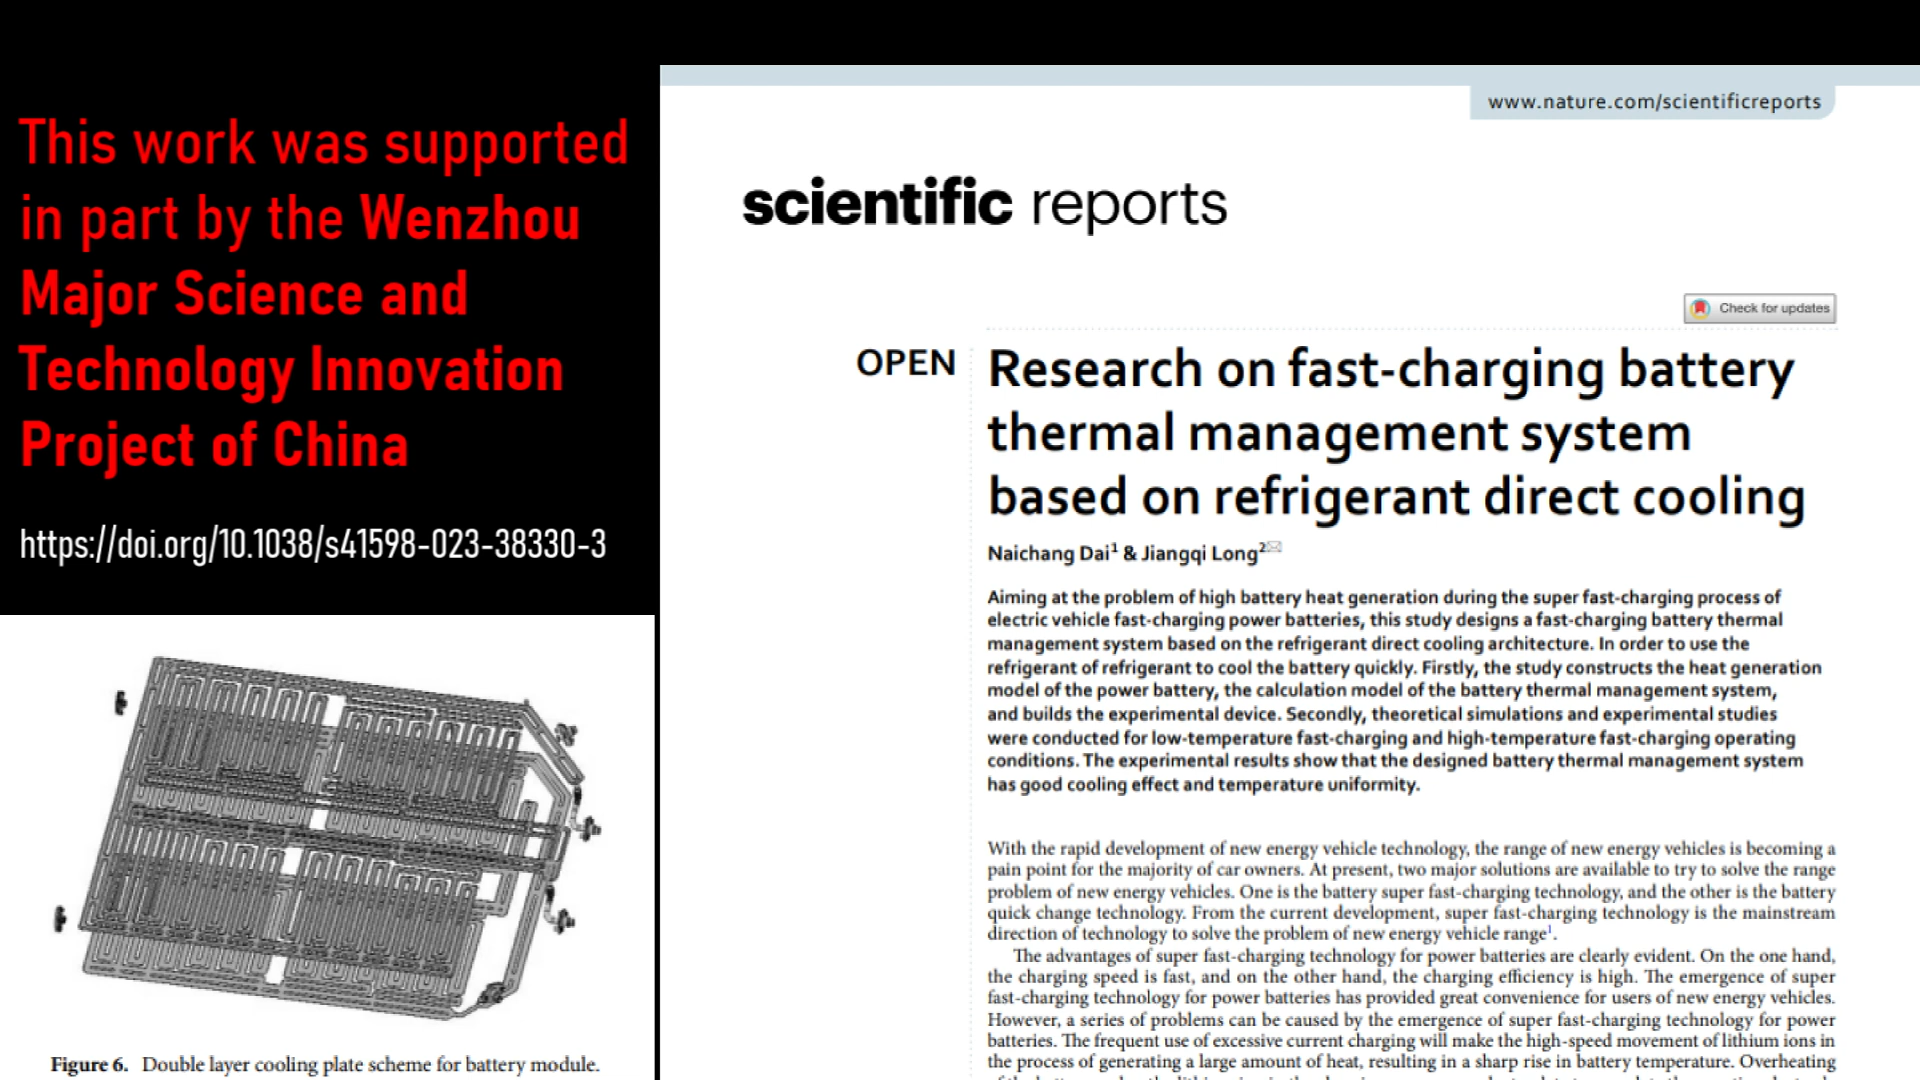 This work was supported
in part by the Wenzhou
Major Science and
Technology Innovation
Project of China
https://doi.org/10.1038/s41598-023-38330-3
Figure 6. Double layer cooling plate scheme for battery module.
www.nature.com/scientificreports
scientific reports
Check for updates
OPEN
Research on fast-charging battery
thermal management system
based on refrigerant direct cooling
Naichang Dai¹ & Jiangqi Long²✉
Aiming at the problem of high battery heat generation during the super fast-charging process of
electric vehicle fast-charging power batteries, this study designs a fast-charging battery thermal
management system based on the refrigerant direct cooling architecture. In order to use the
refrigerant of refrigerant to cool the battery quickly. Firstly, the study constructs the heat generation
model of the power battery, the calculation model of the battery thermal management system,
and builds the experimental device. Secondly, theoretical simulations and experimental studies
were conducted for low-temperature fast-charging and high-temperature fast-charging operating
conditions. The experimental results show that the designed battery thermal management system
has good cooling effect and temperature uniformity.
With the rapid development of new energy vehicle technology, the range of new energy vehicles is becoming a
pain point for the majority of car owners. At present, two major solutions are available to try to solve the range
problem of new energy vehicles. One is the battery super fast-charging technology, and the other is the battery
quick change technology. From the current development, super fast-charging technology is the mainstream
direction of technology to solve the problem of new energy vehicle range¹.
The advantages of super fast-charging technology for power batteries are clearly evident. On the one hand,
the charging speed is fast, and on the other hand, the charging efficiency is high. The emergence of super
fast-charging technology for power batteries has provided great convenience for users of new energy vehicles.
However, a series of problems can be caused by the emergence of super fast-charging technology for power
batteries. The frequent use of excessive current charging will make the high-speed movement of lithium ions in
the process of generating a large amount of heat, resulting in a sharp rise in battery temperature. Overheating